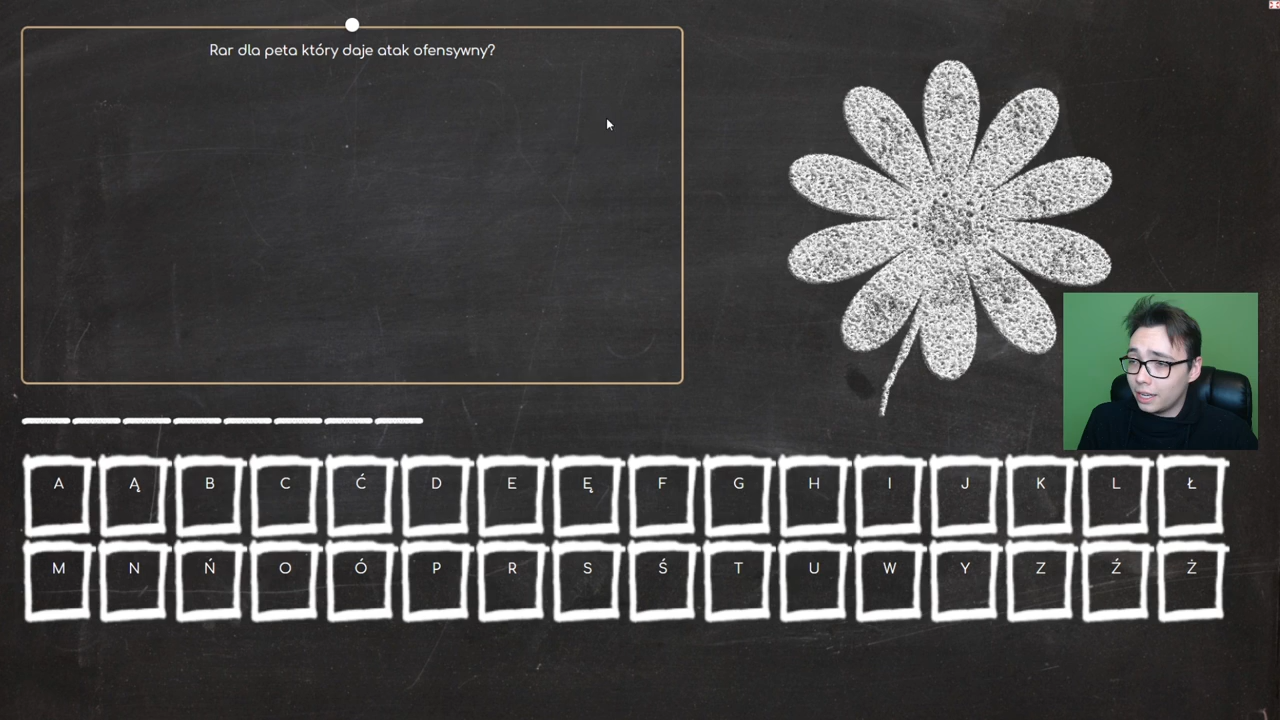 Rar dla peta który daje atak ofensywny?
A Ą B C Ć D E Ę F G H I J K L Ł
M N Ń O Ó P R S Ś T U W Y Z Ź Ż